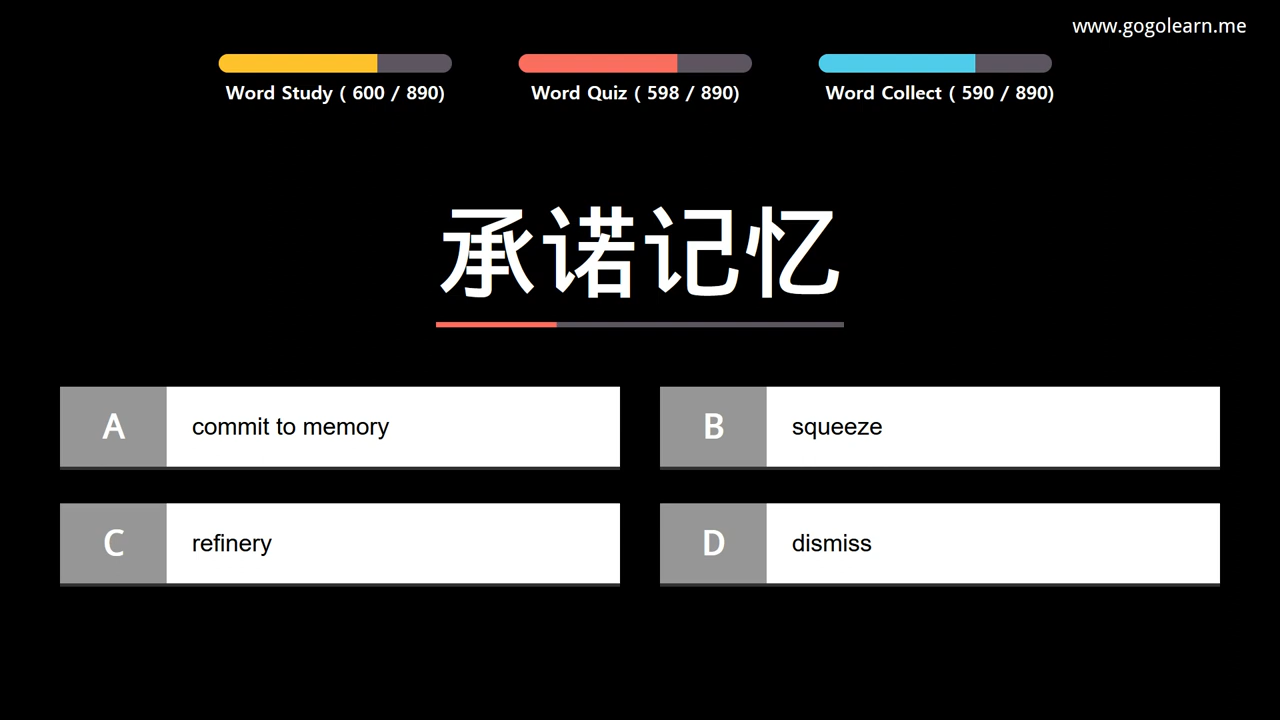 www.gogolearn.me
Word Study ( 600 / 890)
Word Quiz ( 598 / 890)
Word Collect ( 590 / 890)
承诺记忆
A commit to memory
B squeeze
C refinery
D dismiss